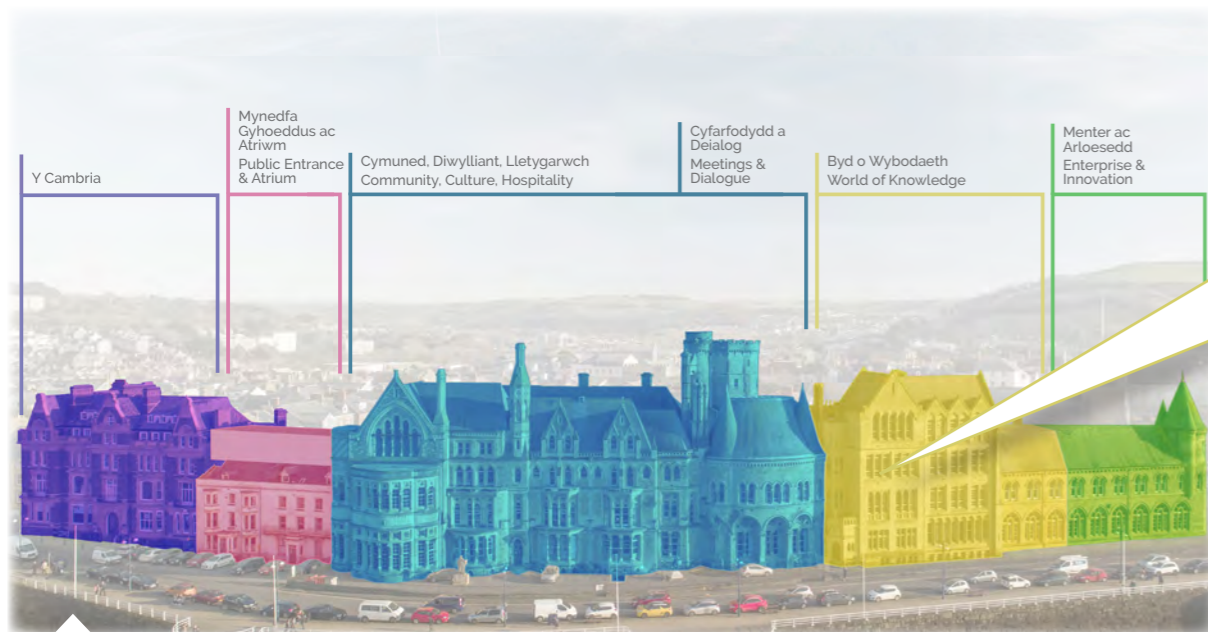 Y Cambria
Mynedfa
Gyhoeddus ac
Atriwm
Public Entrance
& Atrium
Cymuned, Diwylliant, Lletygarwch
Community, Culture, Hospitality
Cyfarfodydd a
Deialog
Meetings &
Dialogue
Byd o Wybodaeth
World of Knowledge
Menter ac
Arloesedd
Enterprise &
Innovation